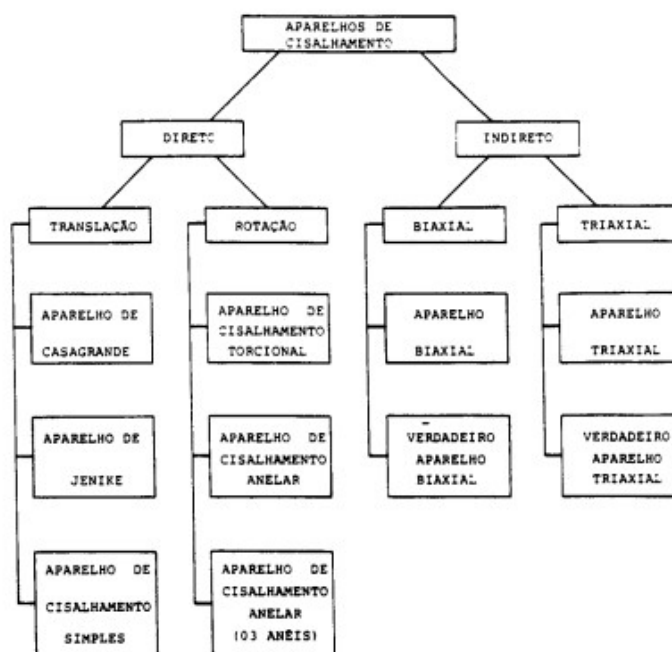 APARELHOS DE
CISALHAMENTO
DIRETO
INDIRETO
TRANSLAÇÃO
ROTAÇÃO
BIAXIAL
TRIAXIAL
APARELHO DE
CASAGRANDE
APARELHO DE
CISALHAMENTO
TORCIONAL
APARELHO
BIAXIAL
APARELHO
TRIAXIAL
APARELHO DE
JENIKE
APARELHO DE
CISALHAMENTO
ANELAR
VERDADEIRO
APARELHO
BIAXIAL
VERDADEIRO
APARELHO
TRIAXIAL
APARELHO DE
CISALHAMENTO
SIMPLES
APARELHO DE
CISALHAMENTO
ANELAR
(03 ANÉIS)